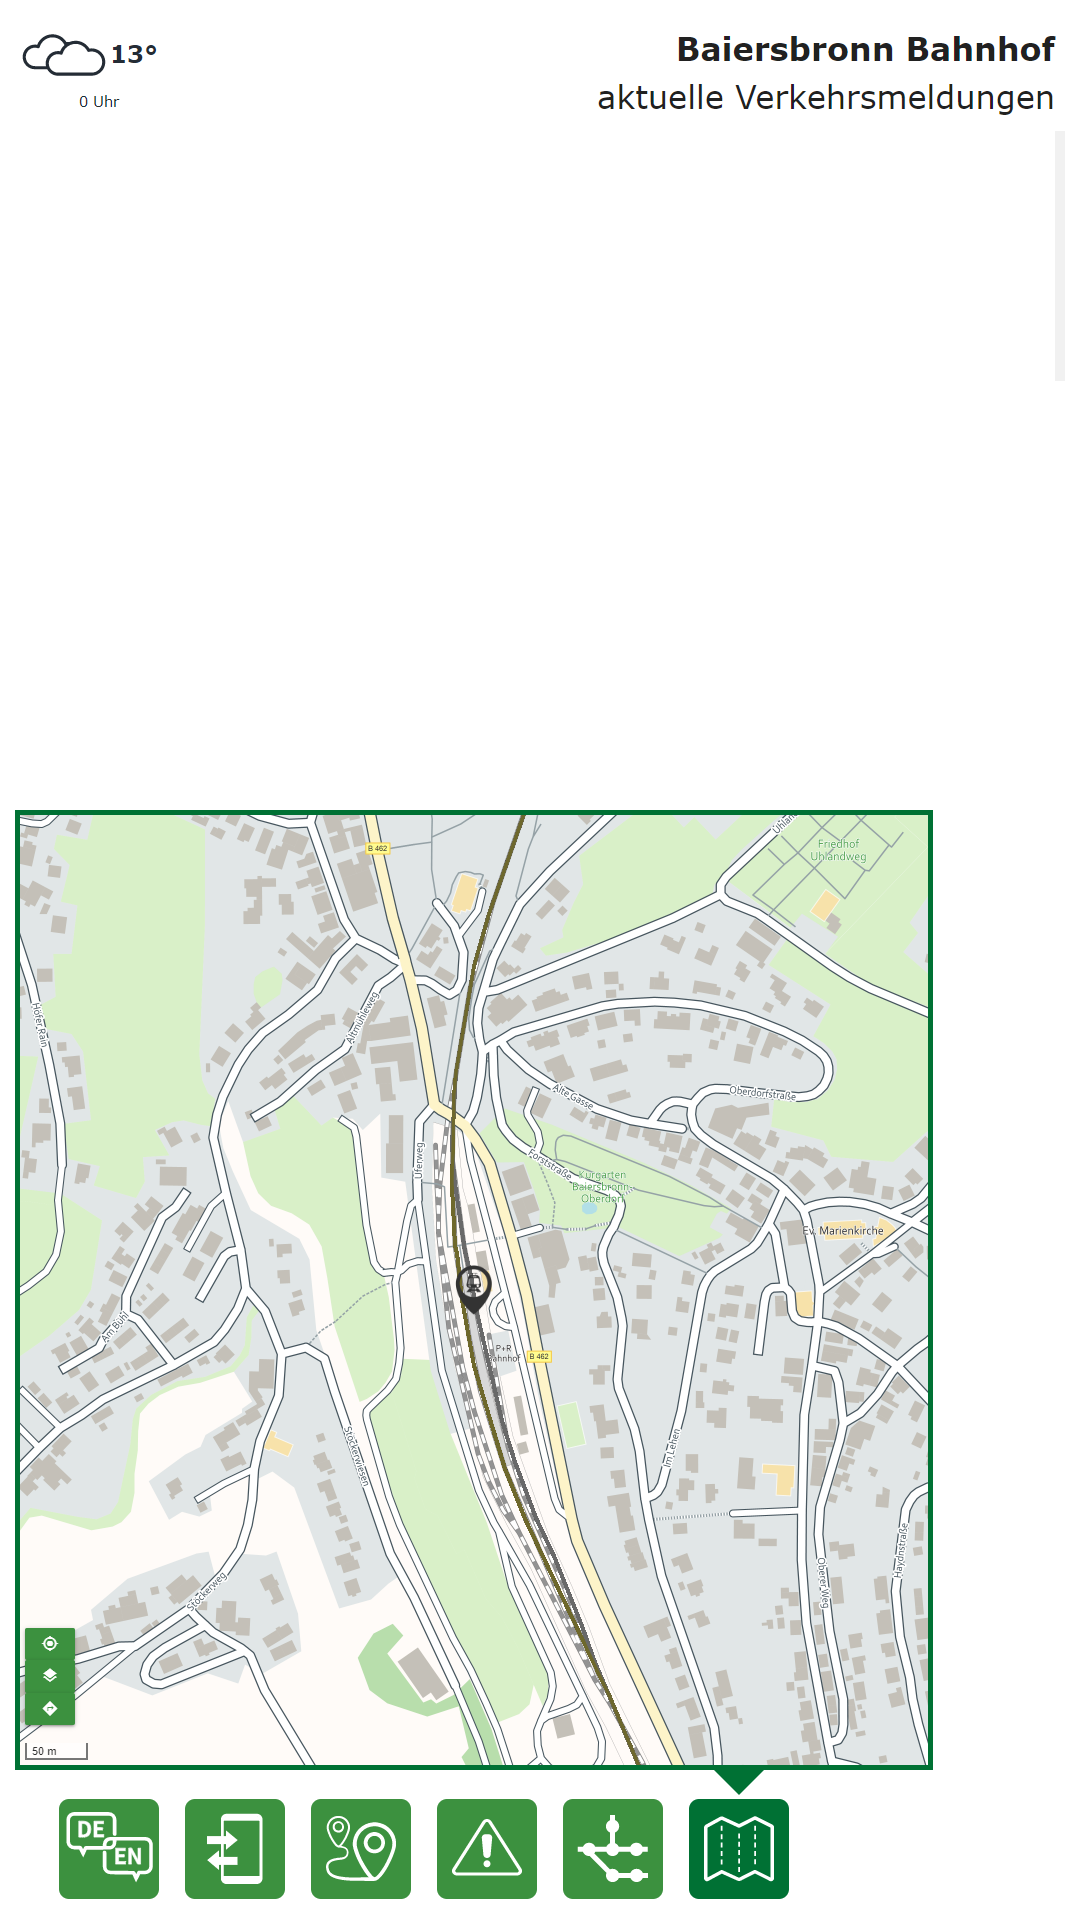 13°
0 Uhr
Baiersbronn Bahnhof
aktuelle Verkehrsmeldungen
B 462
Friedhof
Uhlandweg
Höfer Rain
Altmühleweg
Alte Gasse
Oberdorfstraße
Uferweg
Forststraße
Kurgarten
Baiersbronn-
Oberdorf
Ev. Marienkirche
Am Bühl
P+R
Bahnhof
B 462
Stöckerwiesen
Im Lehen
Haydnstraße
Oberer Weg
Stöckerweg
50 m
DE
EN